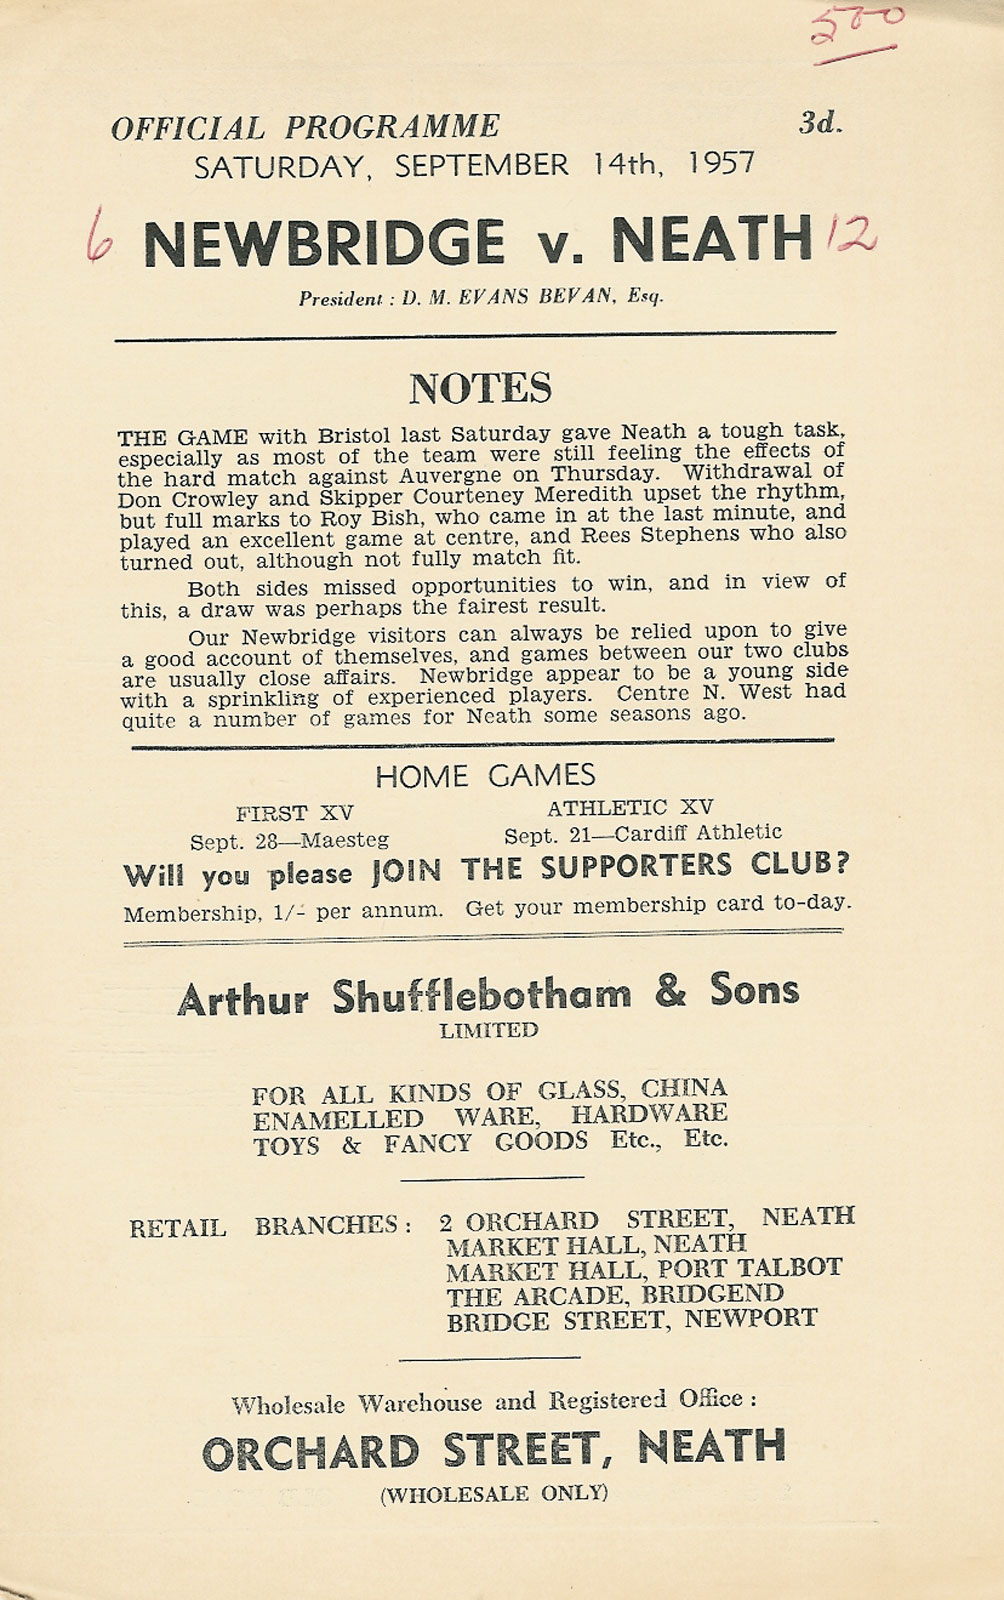 500
OFFICIAL PROGRAMME 3d.
SATURDAY, SEPTEMBER 14th, 1957
6 NEWBRIDGE v. NEATH 12
President : D. M. EVANS BEVAN, Esq.
NOTES
THE GAME with Bristol last Saturday gave Neath a tough task,
especially as most of the team were still feeling the effects of
the hard match against Auvergne on Thursday. Withdrawal of
Don Crowley and Skipper Courteney Meredith upset the rhythm,
but full marks to Roy Bish, who came in at the last minute, and
played an excellent game at centre, and Rees Stephens who also
turned out, although not fully match fit.
Both sides missed opportunities to win, and in view of
this, a draw was perhaps the fairest result.
Our Newbridge visitors can always be relied upon to give
a good account of themselves, and games between our two clubs
are usually close affairs. Newbridge appear to be a young side
with a sprinkling of experienced players. Centre N. West had
quite a number of games for Neath some seasons ago.
HOME GAMES
FIRST XV ATHLETIC XV
Sept. 28—Maesteg Sept. 21—Cardiff Athletic
Will you please JOIN THE SUPPORTERS CLUB?
Membership, 1/- per annum. Get your membership card to-day.
Arthur Shufflebotham & Sons
LIMITED
FOR ALL KINDS OF GLASS, CHINA
ENAMELLED WARE, HARDWARE
TOYS & FANCY GOODS Etc., Etc.
RETAIL BRANCHES : 2 ORCHARD STREET, NEATH
MARKET HALL, NEATH
MARKET HALL, PORT TALBOT
THE ARCADE, BRIDGEND
BRIDGE STREET, NEWPORT
Wholesale Warehouse and Registered Office :
ORCHARD STREET, NEATH
(WHOLESALE ONLY)